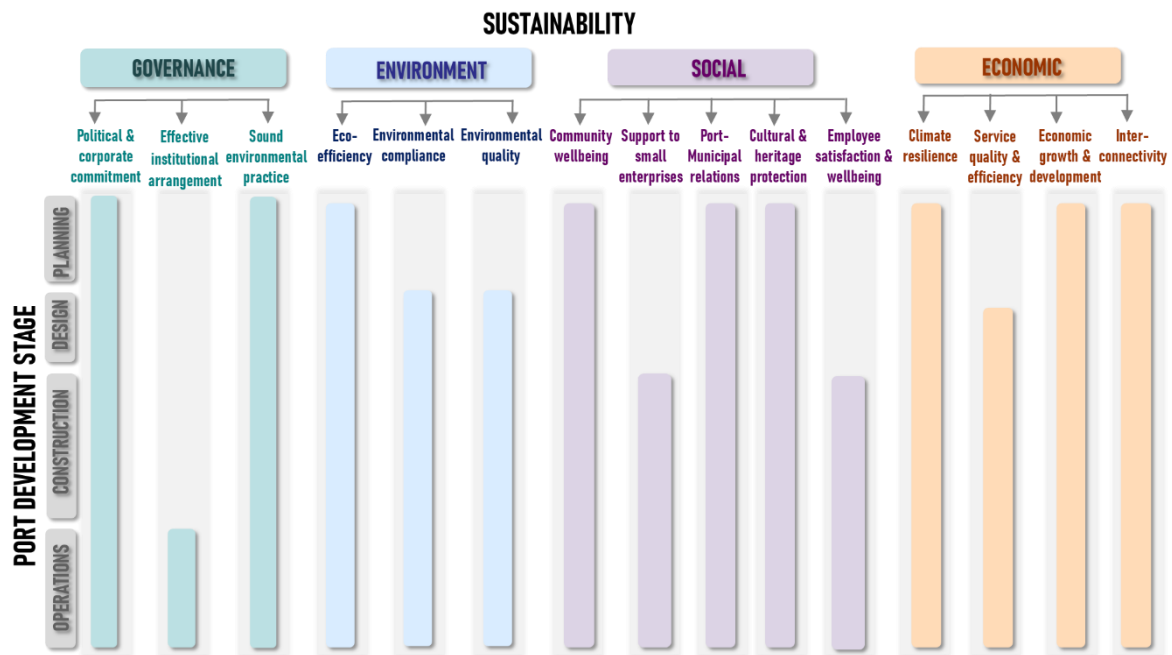 SUSTAINABILITY
GOVERNANCE
ENVIRONMENT
SOCIAL
ECONOMIC
Political &
corporate
commitment
Effective
institutional
arrangement
Sound
environmental
practice
Eco-
efficiency
Environmental
compliance
Environmental
quality
Community
wellbeing
Support to
small
enterprises
Port-
Municipal
relations
Cultural &
heritage
protection
Employee
satisfaction &
wellbeing
Climate
resilience
Service
quality &
efficiency
Economic
growth &
development
Inter-
connectivity
PORT DEVELOPMENT STAGE
PLANNING
DESIGN
CONSTRUCTION
OPERATIONS